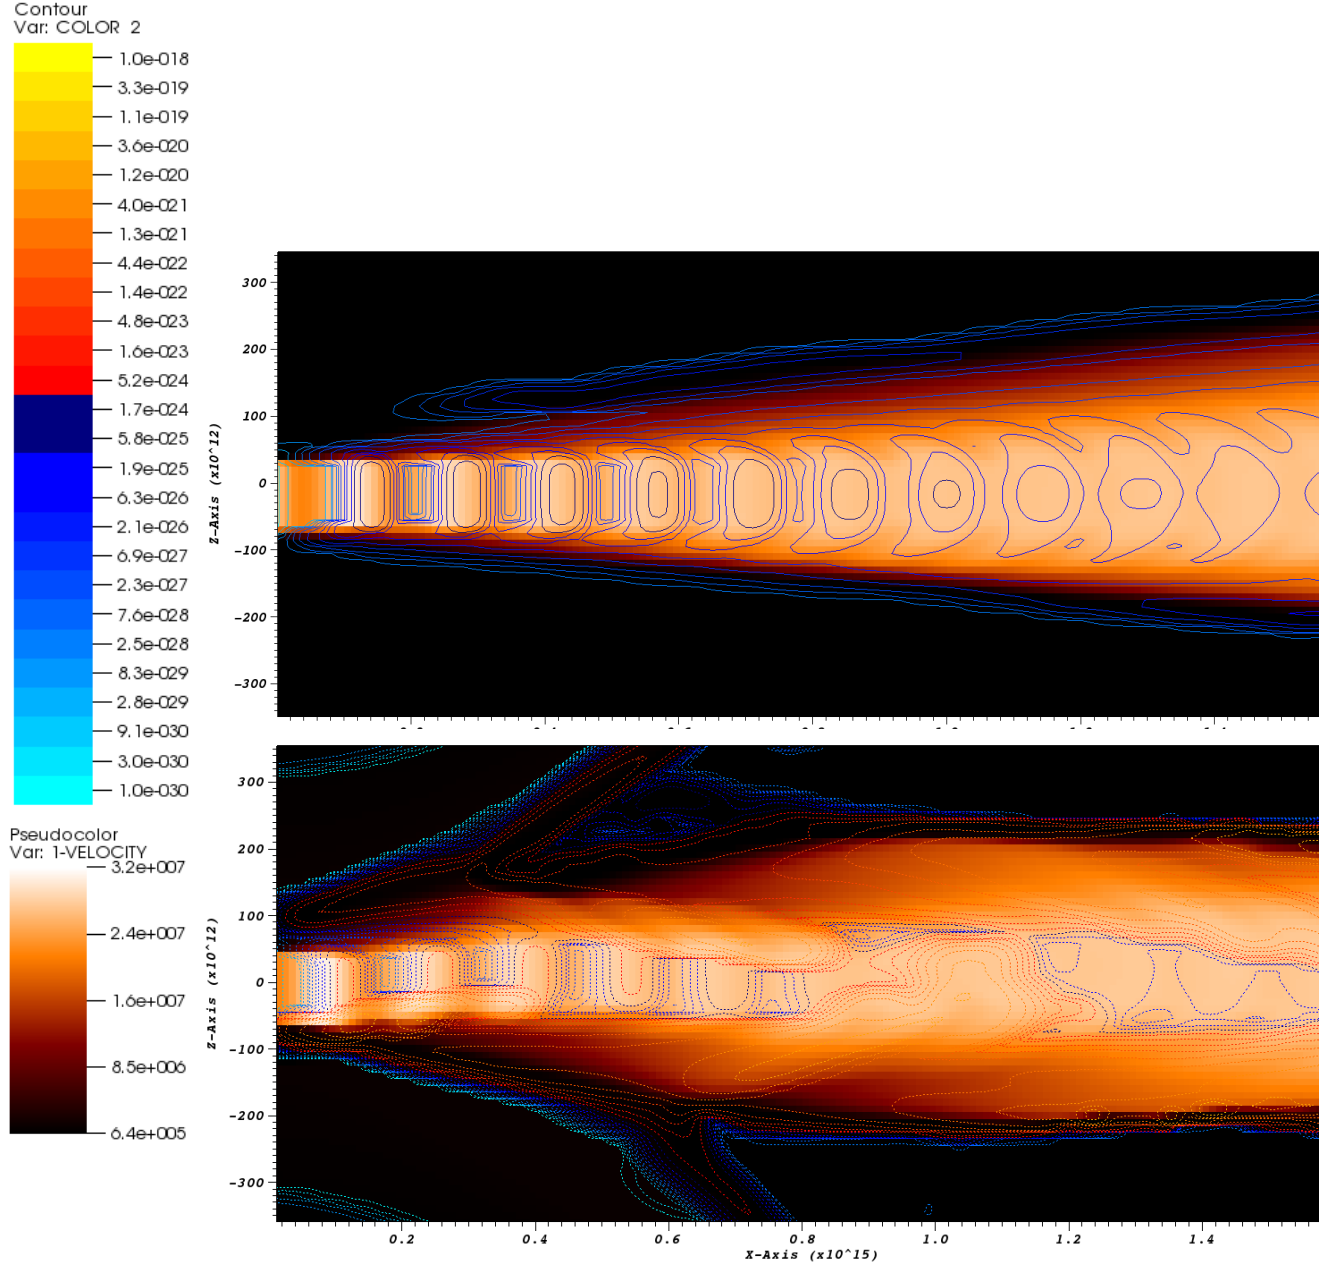 Contour
Var: COLOR 2
1.0e-018
3.3e-019
1.1e-019
3.6e-020
1.2e-020
4.0e-021
1.3e-021
4.4e-022
1.4e-022
4.8e-023
1.6e-023
5.2e-024
1.7e-024
5.8e-025
1.9e-025
6.3e-026
2.1e-026
6.9e-027
2.3e-027
7.6e-028
2.5e-028
8.3e-029
2.8e-029
9.1e-030
3.0e-030
1.0e-030
Pseudocolor
Var: 1-VELOCITY
3.2e+007
2.4e+007
1.6e+007
8.5e+006
6.4e+005
300
200
100
0
-100
-200
-300
Z-Axis (x10^12)
300
200
100
0
-100
-200
-300
Z-Axis (x10^12)
0.2 0.4 0.6 0.8 1.0 1.2 1.4
X-Axis (x10^15)